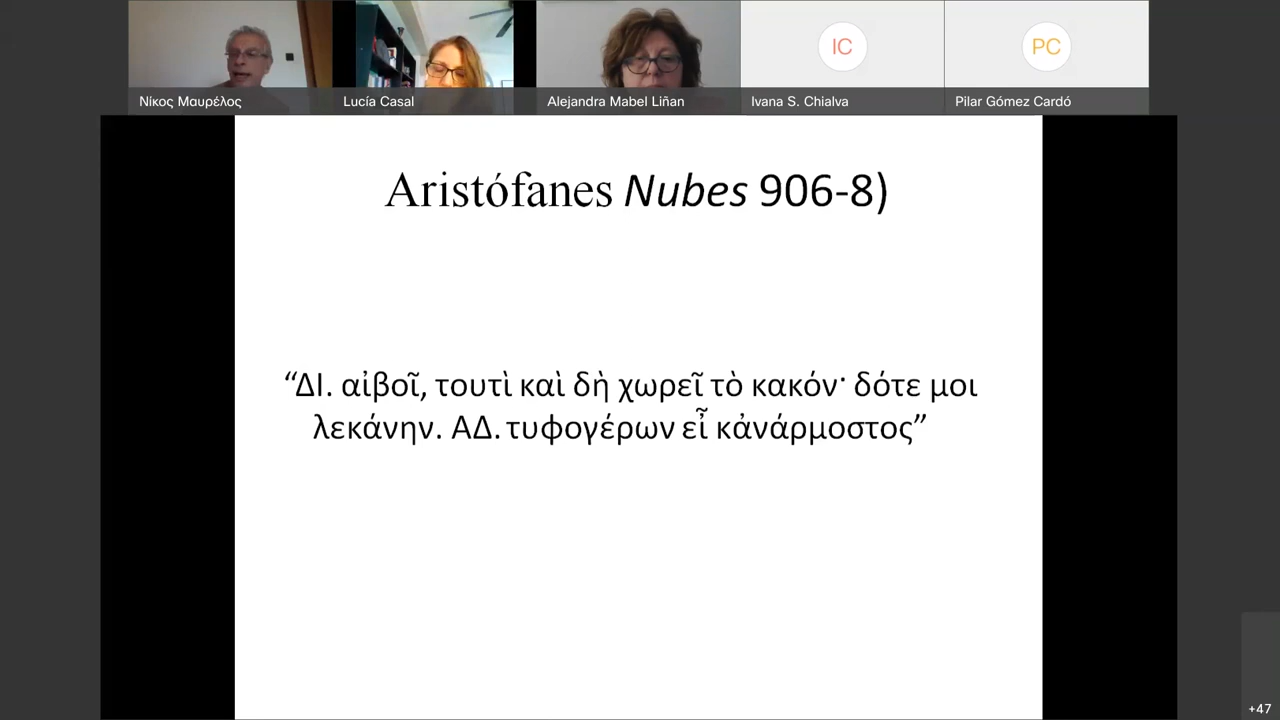 IC
PC
Νίκος Μαυρέλος
Lucía Casal
Alejandra Mabel Liñan
Ivana S. Chialva
Pilar Gómez Cardó
Aristófanes Nubes 906-8)
“ΔΙ. αἰβοῖ, τουτὶ καὶ δὴ χωρεῖ τὸ κακόν· δότε μοι
λεκάνην. ΑΔ. τυφογέρων εἶ κἀνάρμοστος”
+47